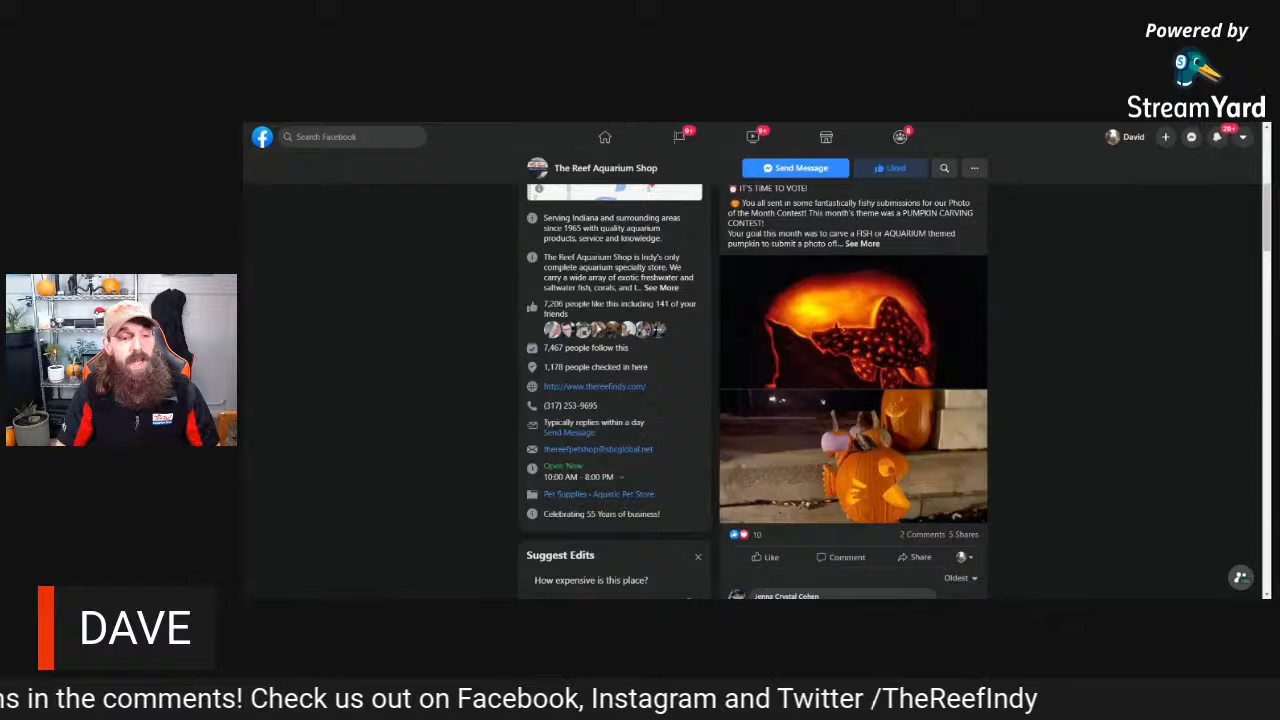 Powered by
StreamYard
Search Facebook
9+
9+
8
David
20+
The Reef Aquarium Shop
Send Message
Liked
Serving Indiana and surrounding areas
since 1965 with quality aquarium
products, service and knowledge.
The Reef Aquarium Shop is Indy's only
complete aquarium specialty store. We
carry a wide array of exotic freshwater and
saltwater fish, corals, and l... See More
7,206 people like this including 141 of your
friends
7,467 people follow this
1,178 people checked in here
http://www.thereefindy.com/
(317) 253-9695
Typically replies within a day
Send Message
thereefpetshop@sbcglobal.net
Open Now
10:00 AM - 8:00 PM
Pet Supplies · Aquatic Pet Store
Celebrating 55 Years of business!
Suggest Edits
How expensive is this place?
IT'S TIME TO VOTE!
You all sent in some fantastically fishy submissions for our Photo
of the Month Contest! This month's theme was a PUMPKIN CARVING
CONTEST!
Your goal this month was to carve a FISH or AQUARIUM themed
pumpkin to submit a photo of!... See More
10
2 Comments 5 Shares
Like
Comment
Share
Oldest
Jenna Crystal Cohen
DAVE
ns in the comments! Check us out on Facebook, Instagram and Twitter /TheReefIndy